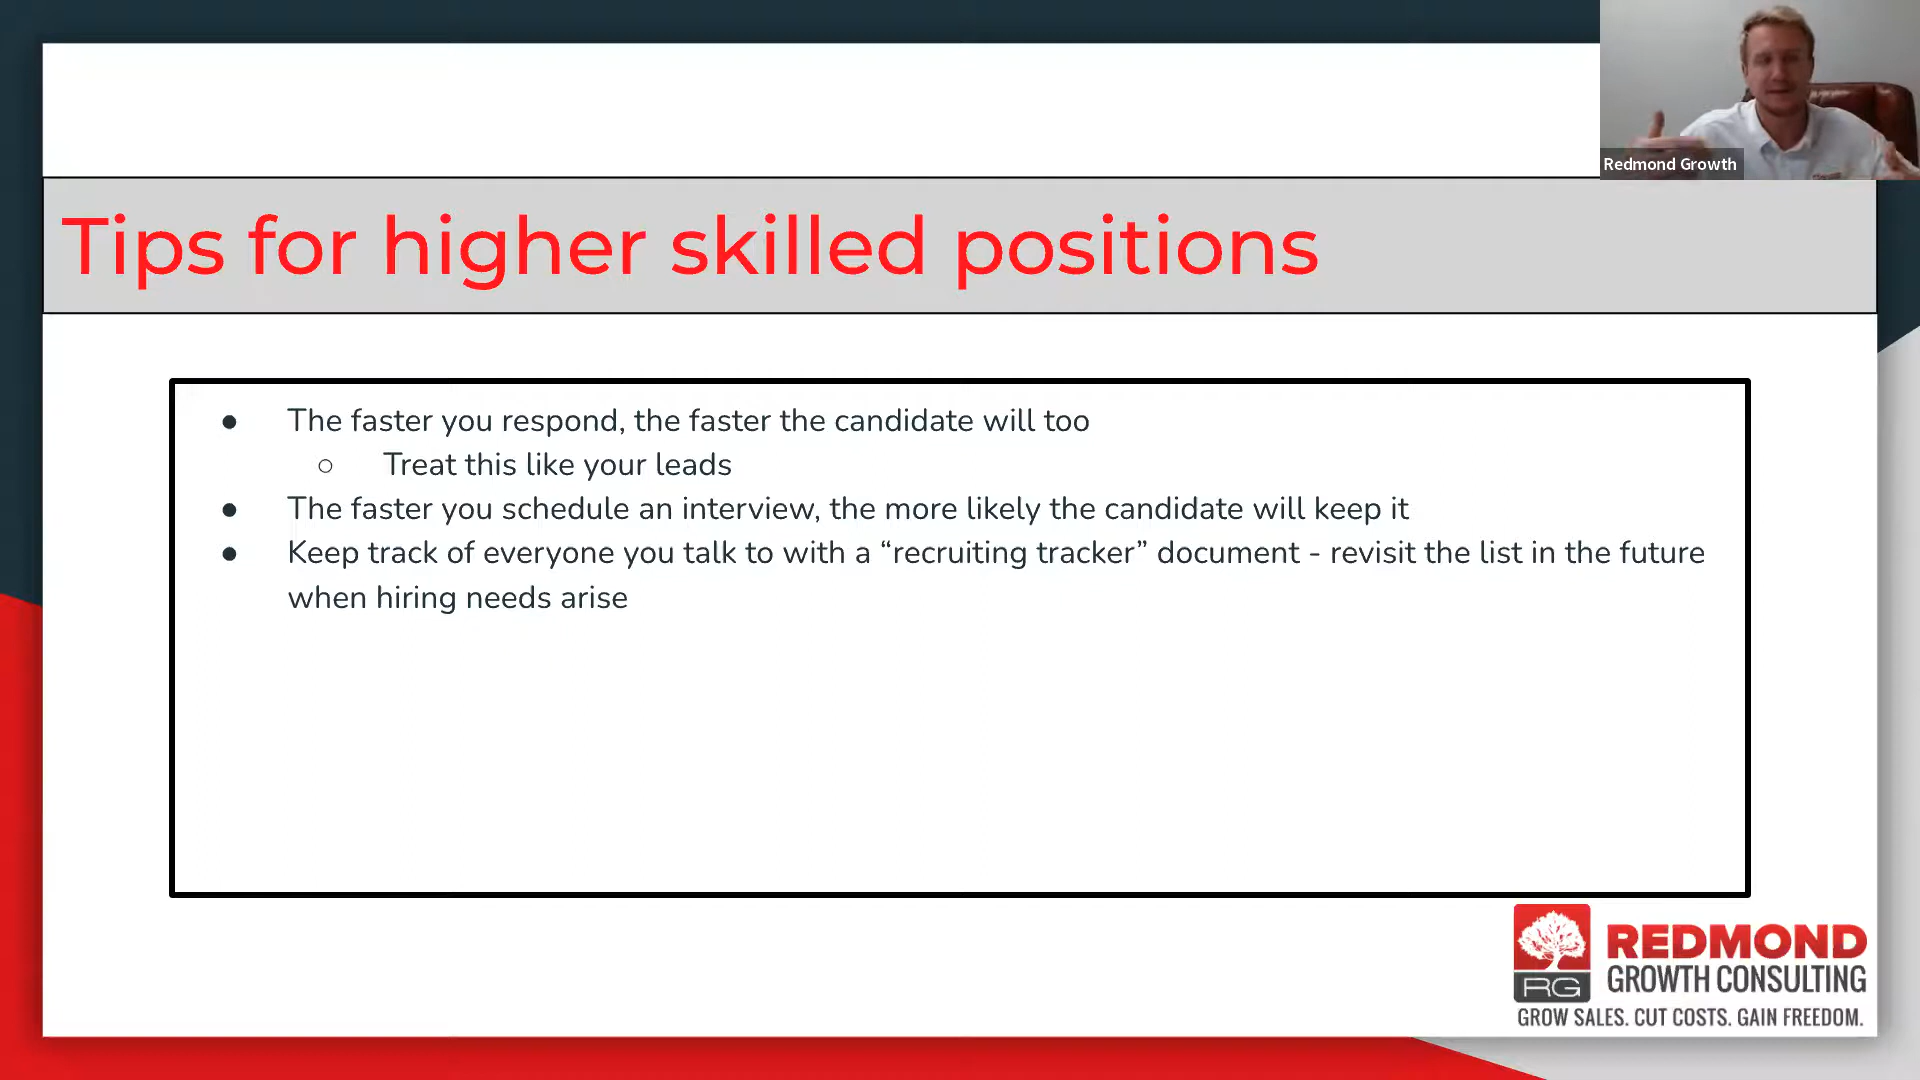 Redmond Growth
Tips for higher skilled positions
● The faster you respond, the faster the candidate will too
○ Treat this like your leads
● The faster you schedule an interview, the more likely the candidate will keep it
● Keep track of everyone you talk to with a “recruiting tracker” document - revisit the list in the future
when hiring needs arise
RG
REDMOND
GROWTH CONSULTING
GROW SALES. CUT COSTS. GAIN FREEDOM.